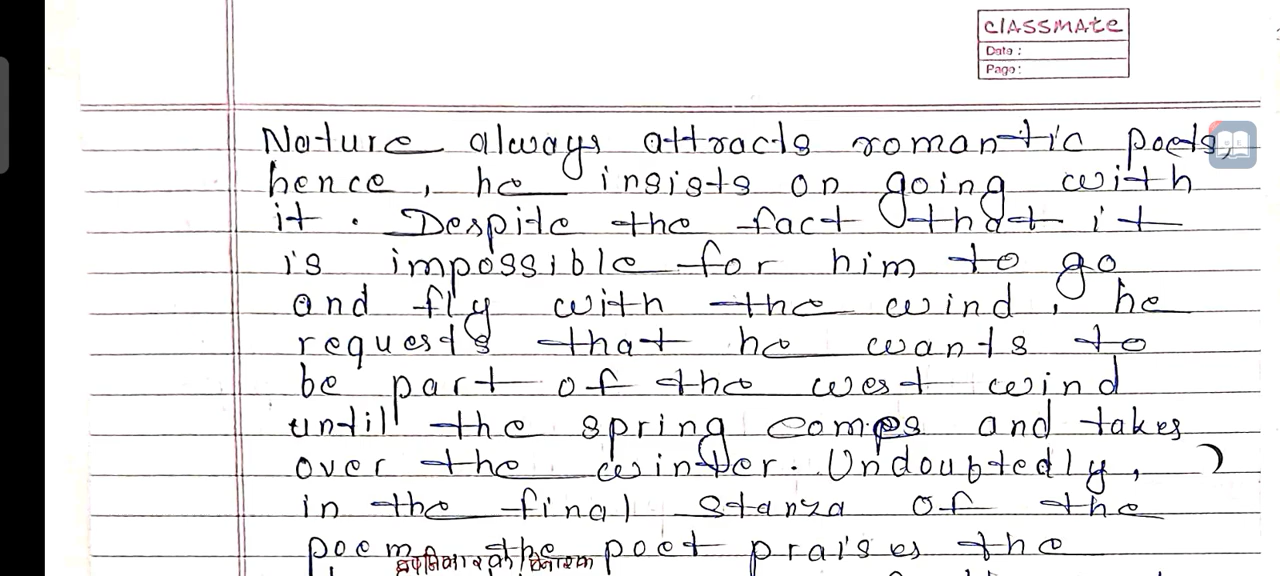 CLASSMATE
Date :
Page :
Nature always attracts romantic poets,
hence, he insists on going with
it. Despite the fact that it
is impossible for him to go
and fly with the wind, he
requests that he wants to
be part of the west wind
until the spring comes and takes
over the winter. Undoubtedly,
in the final stanza of the
poem, the poet praises the